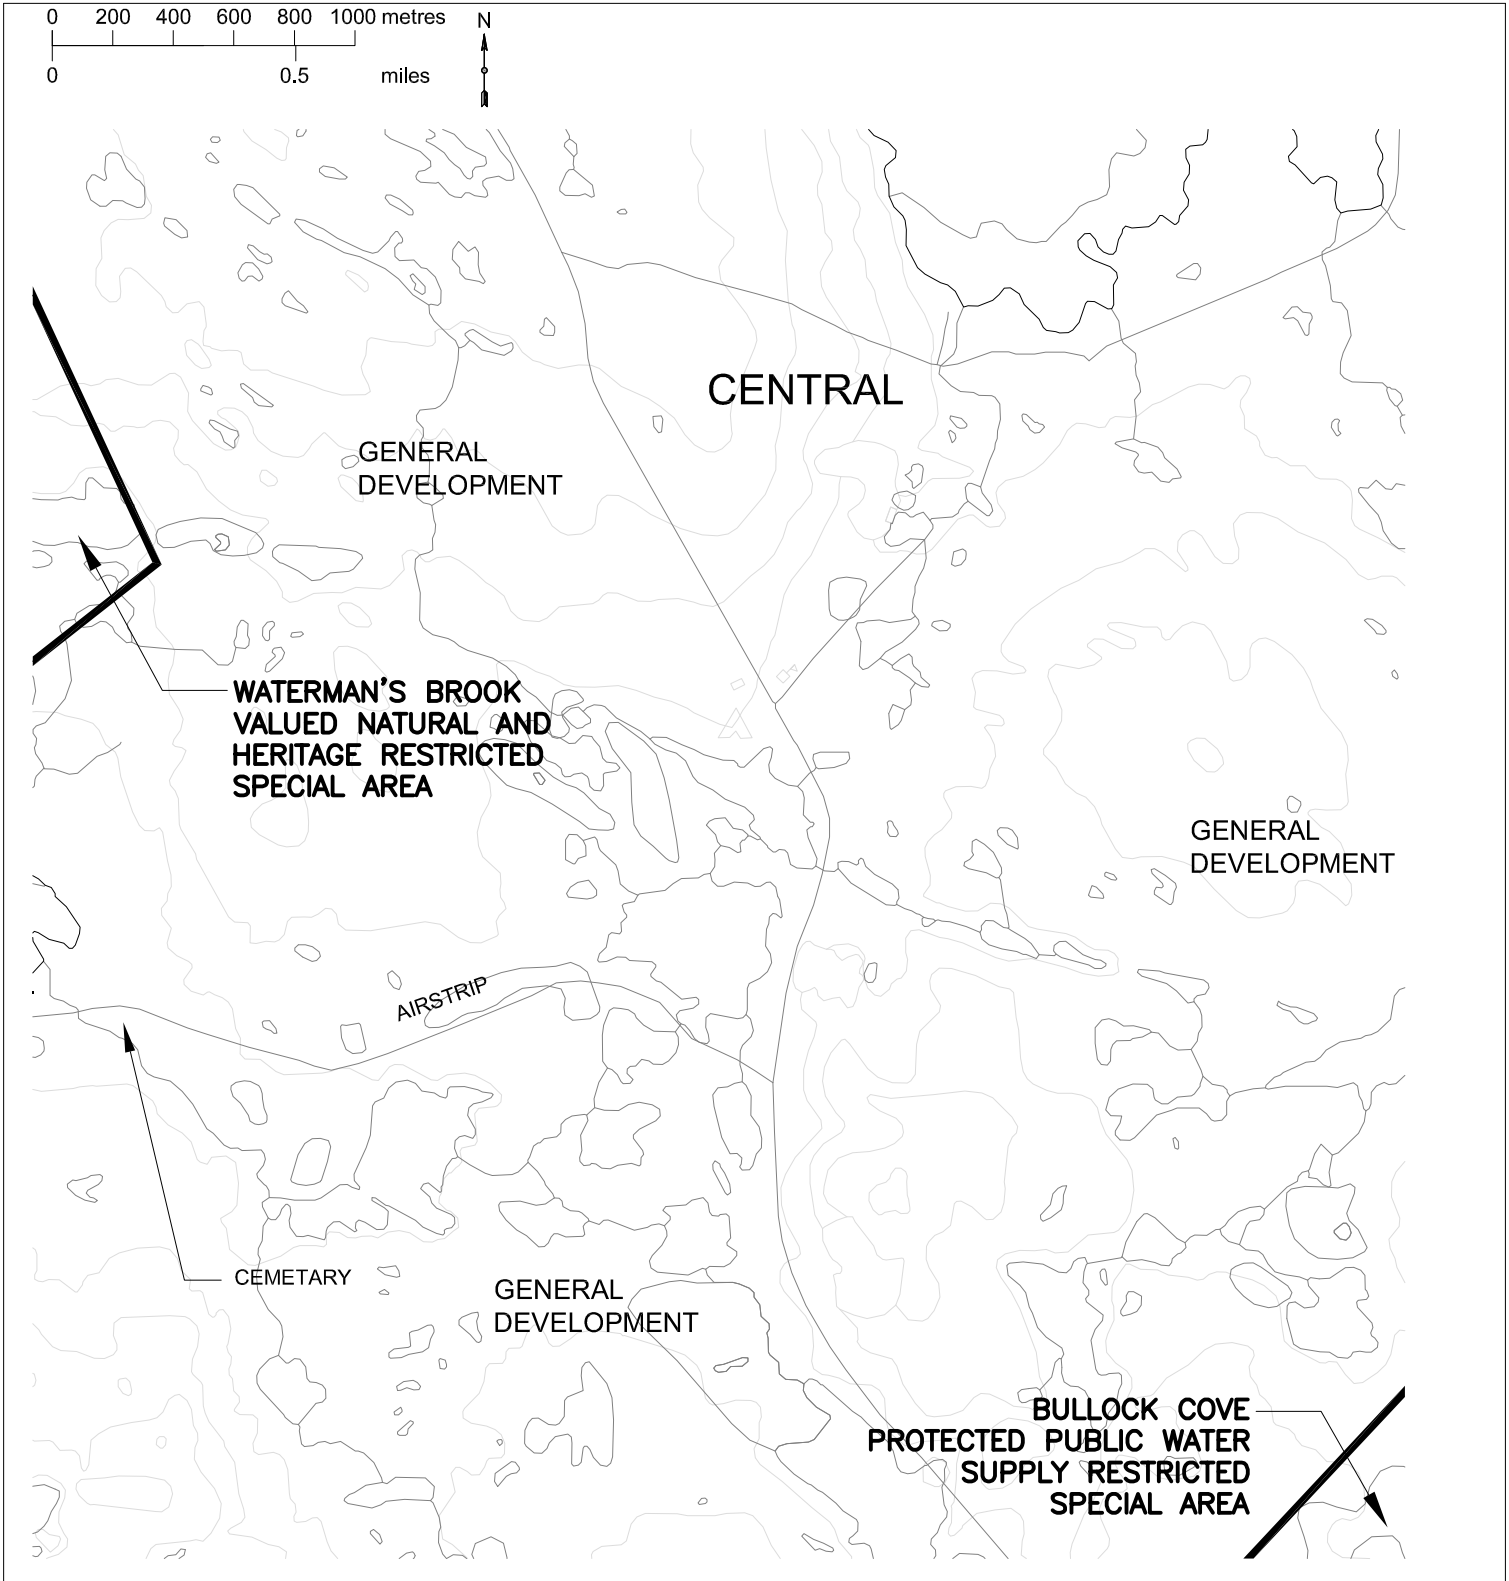 0 200 400 600 800 1000 metres
0 0.5 miles
N
CENTRAL
GENERAL
DEVELOPMENT
WATERMAN'S BROOK
VALUED NATURAL AND
HERITAGE RESTRICTED
SPECIAL AREA
GENERAL
DEVELOPMENT
AIRSTRIP
CEMETARY
GENERAL
DEVELOPMENT
BULLOCK COVE
PROTECTED PUBLIC WATER
SUPPLY RESTRICTED
SPECIAL AREA